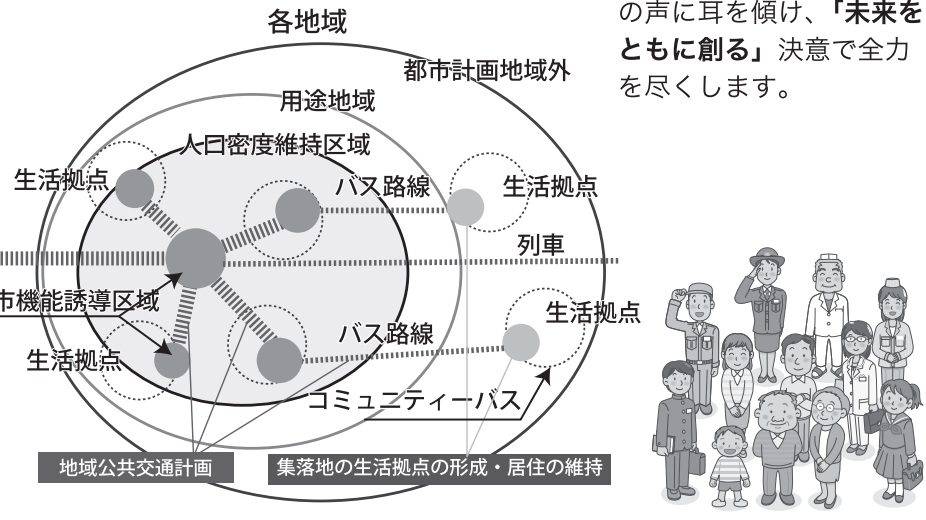 の声に耳を傾け、「未来を
ともに創る」決意で全力
を尽くします。
各地域
都市計画地域外
用途地域
人口密度維持区域
生活拠点
バス路線
生活拠点
列車
市機能誘導区域
生活拠点
バス路線
生活拠点
コミュニティーバス
地域公共交通計画
集落地の生活拠点の形成・居住の維持